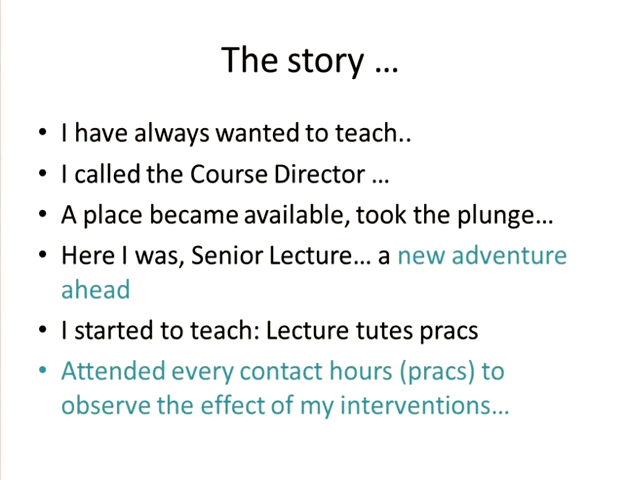 The story …
• I have always wanted to teach..
• I called the Course Director …
• A place became available, took the plunge…
• Here I was, Senior Lecture… a new adventure
ahead
• I started to teach: Lecture tutes pracs
• Attended every contact hours (pracs) to
observe the effect of my interventions…